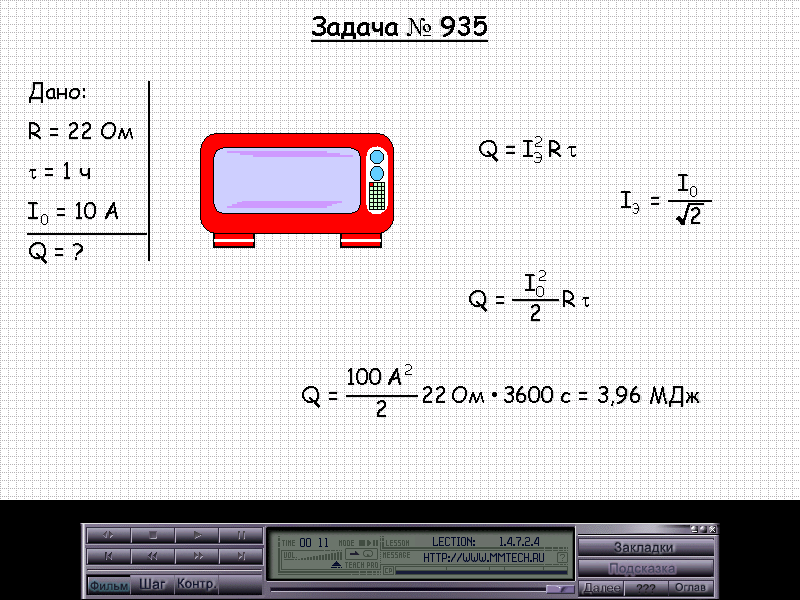 Задача № 935
Дано:
R = 22 Ом
τ = 1 ч
I₀ = 10 А
Q = ?
Q = Iэ² R τ
Iэ = I₀ / √2
Q = I₀² / 2 R τ
Q = 100 А² / 2 22 Ом • 3600 с = 3,96 МДж
TIME 00 11 MODE LESSON LECTION: 1.4.7.2.4
VOL MESSAGE HTTP://WWW.MMTECH.RU ?
TEACH PRO
Закладки
Подсказка
Фильм Шаг Контр.
Далее ??? Оглав